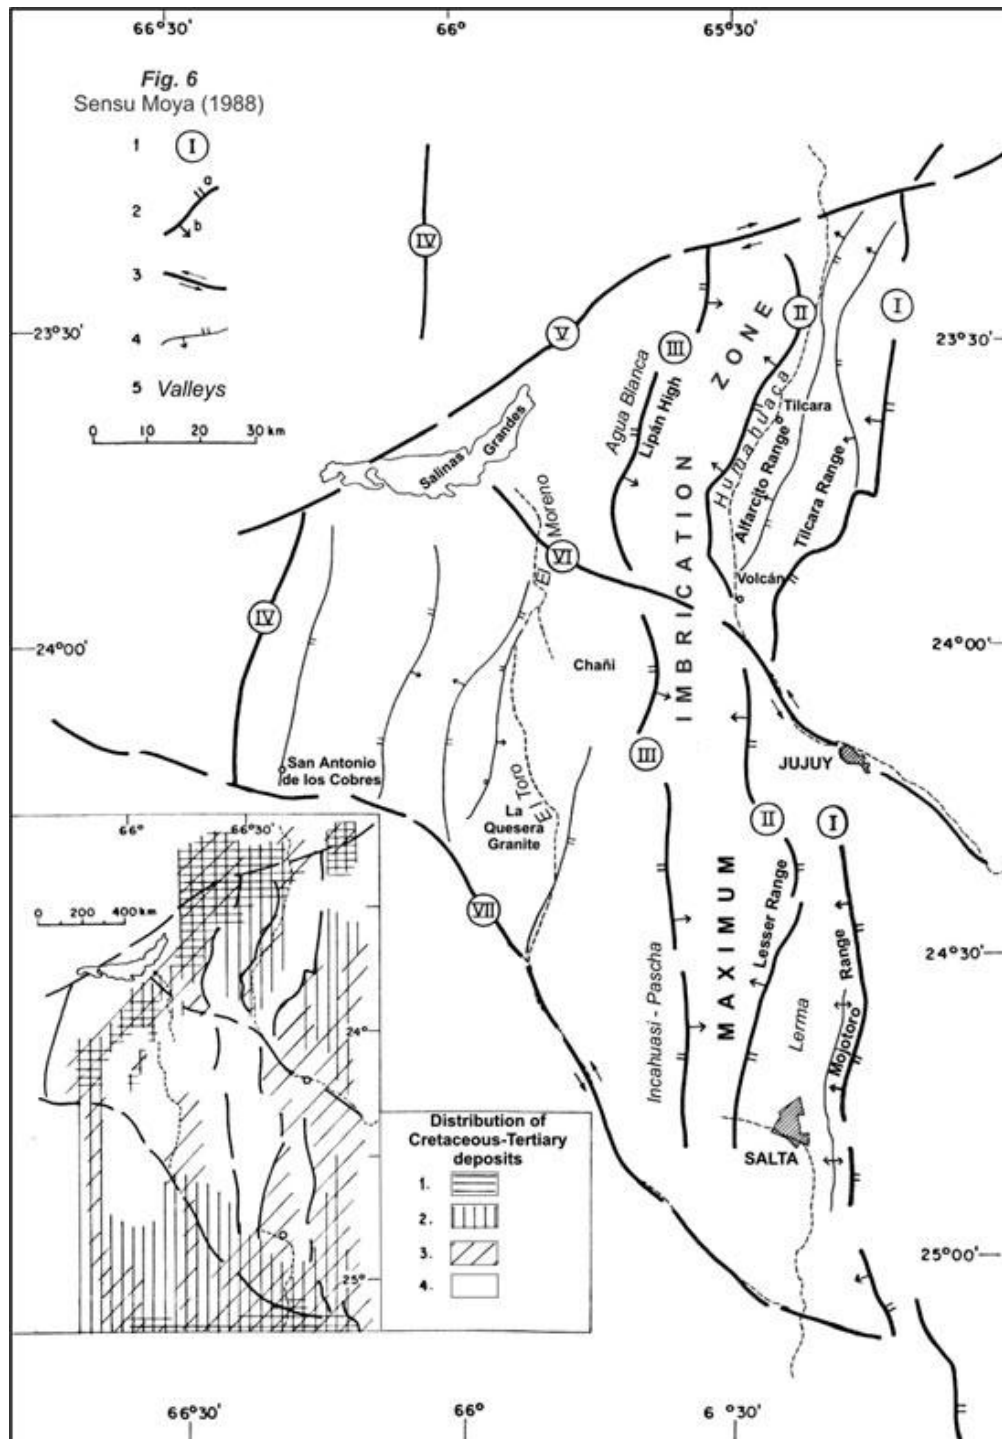 66°30'
66°
65°30'
Fig. 6
Sensu Moya (1988)
1
I
2
a
b
3
4
5 Valleys
0 10 20 30 km
IV
V
III
II
I
23°30'
23°30'
ZONE
Agua Blanca
Lipán High
Humahuaca
Tilcara
Alfarcito Range
Tilcara Range
Salinas
Grandes
El Moreno
VI
IMBRICATION
Volcán
IV
24°00'
24°00'
Chañi
San Antonio
de los Cobres
El Toro
III
JUJUY
La
Quesera
Granite
II
I
VII
MAXIMUM
Lesser Range
Mojotoro Range
24°30'
Incahuasi - Pascha
Lerma
SALTA
25°00'
66°
66°30'
0 200 400 km
24°
25°
Distribution of
Cretaceous-Tertiary
deposits
1.
2.
3.
4.
66°30'
66°
6 °30'